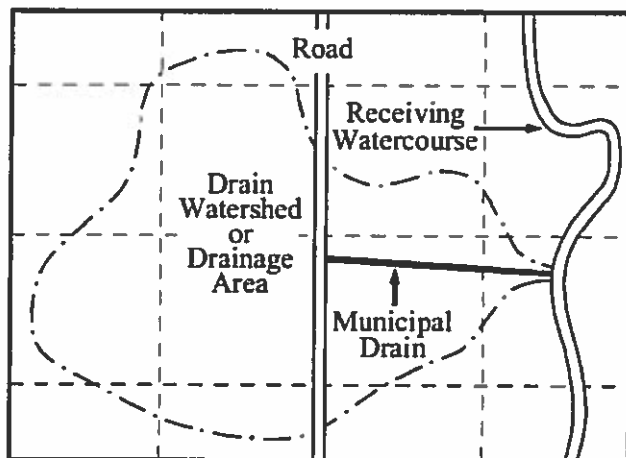 Road
Receiving
Watercourse
Drain
Watershed
or
Drainage
Area
Municipal
Drain